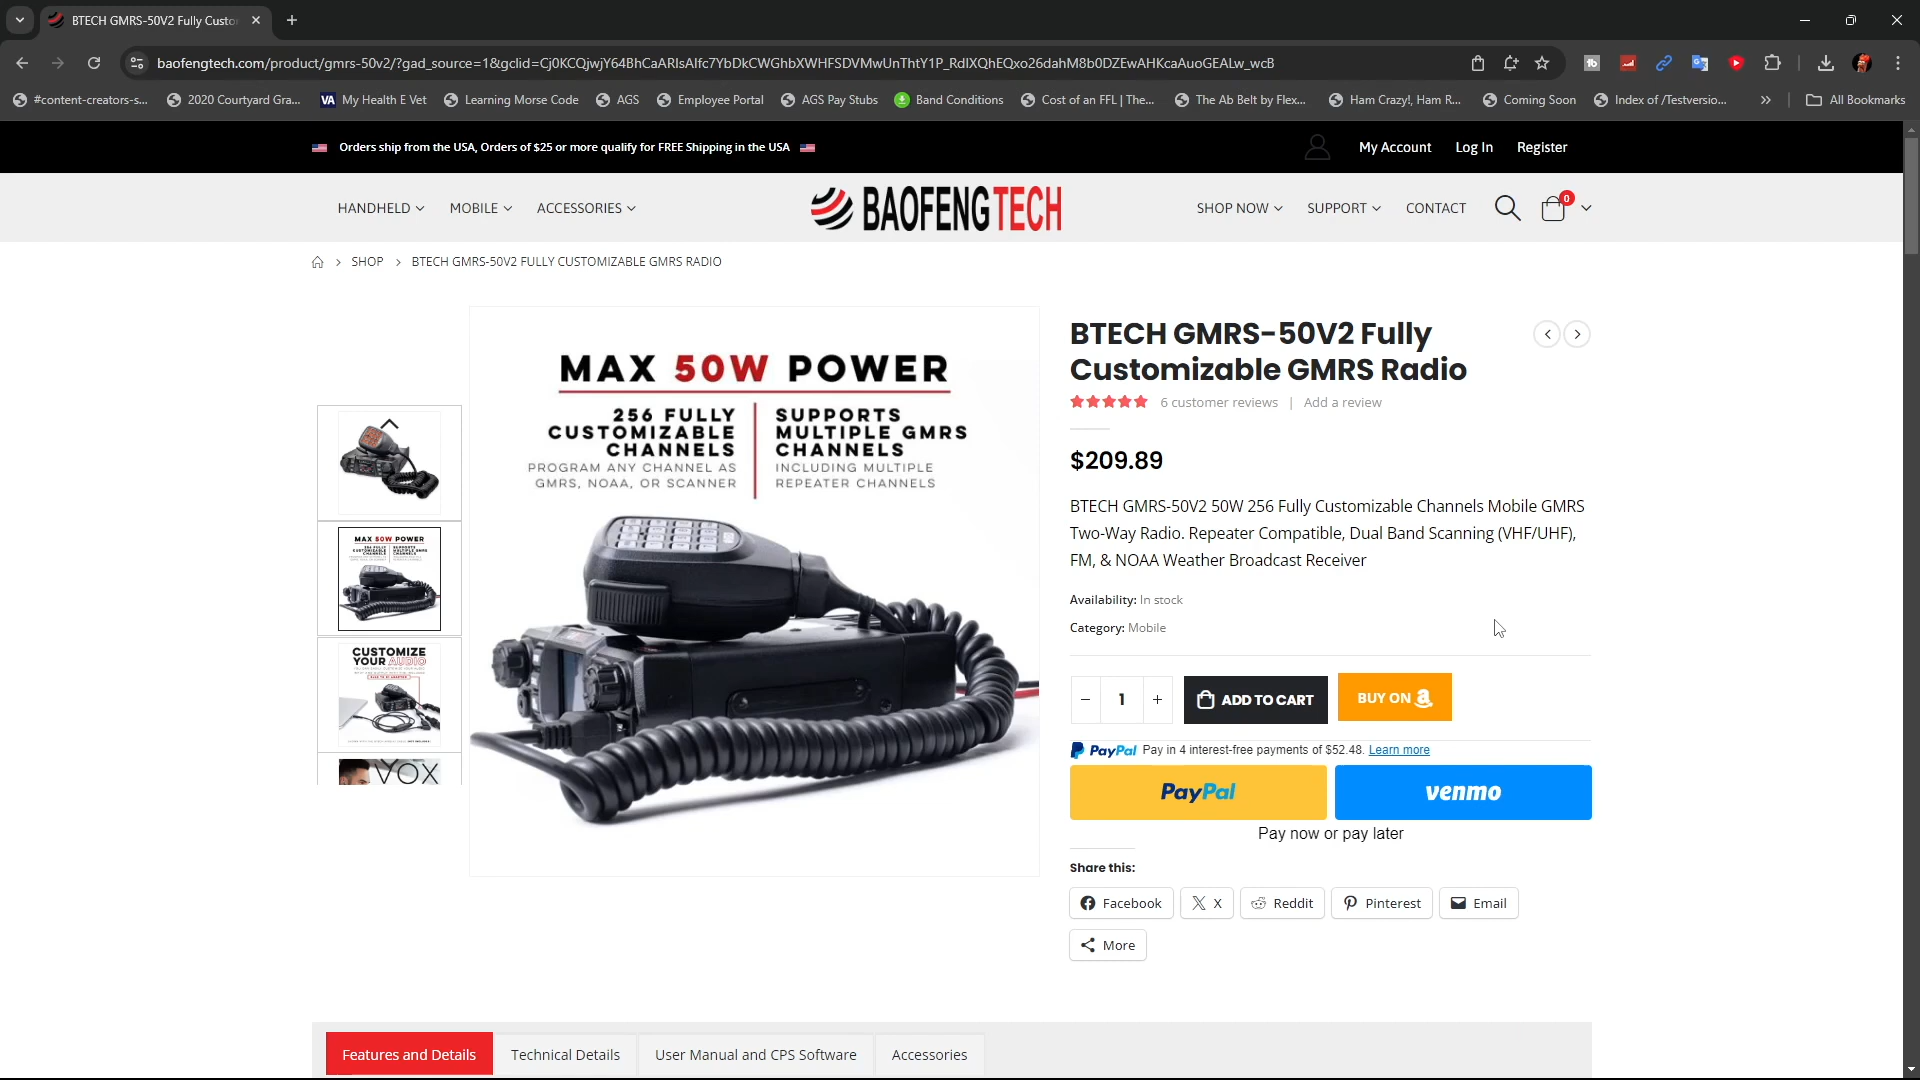 BTECH GMRS-50V2 Fully Custo
baofengtech.com/product/gmrs-50v2/?gad_source=1&gclid=Cj0KCQjwjY64BhCaARIsAIfc7YbDkCWGhbXWHFSDVMwUnThtY1P_RdIXQhEQxo26dahM8b0DZEwAHKcaAuoGEALw_wcB
#content-creators-s... 2020 Courtyard Gra... VA My Health E Vet Learning Morse Code AGS Employee Portal AGS Pay Stubs Band Conditions Cost of an FFL | The... The Ab Belt by Flex... Ham Crazy!, Ham R... Coming Soon Index of /Testversio... » All Bookmarks
Orders ship from the USA, Orders of $25 or more qualify for FREE Shipping in the USA
My Account Log In Register
HANDHELD MOBILE ACCESSORIES
BAOFENGTECH
SHOP NOW SUPPORT CONTACT 0
SHOP > BTECH GMRS-50V2 FULLY CUSTOMIZABLE GMRS RADIO
MAX 50W POWER
CUSTOMIZE
YOUR AUDIO
VOX
MAX 50W POWER
256 FULLY
CUSTOMIZABLE
CHANNELS
PROGRAM ANY CHANNEL AS
GMRS, NOAA, OR SCANNER
SUPPORTS
MULTIPLE GMRS
CHANNELS
INCLUDING MULTIPLE
REPEATER CHANNELS
BTECH GMRS-50V2 Fully
Customizable GMRS Radio
6 customer reviews | Add a review
$209.89
BTECH GMRS-50V2 50W 256 Fully Customizable Channels Mobile GMRS
Two-Way Radio. Repeater Compatible, Dual Band Scanning (VHF/UHF),
FM, & NOAA Weather Broadcast Receiver
Availability: In stock
Category: Mobile
- 1 + ADD TO CART BUY ON a
PayPal Pay in 4 interest-free payments of $52.48. Learn more
PayPal venmo
Pay now or pay later
Share this:
Facebook X Reddit Pinterest Email
More
Features and Details Technical Details User Manual and CPS Software Accessories